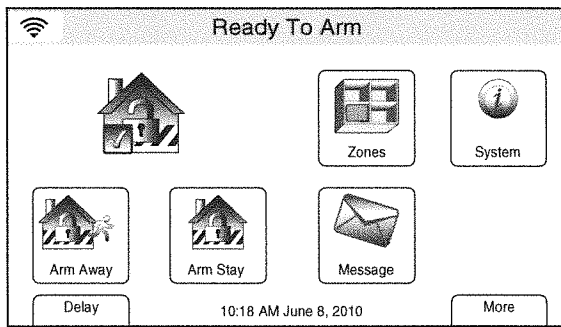 Ready To Arm
Zones
System
Arm Away
Arm Stay
Message
Delay
10:18 AM June 8, 2010
More